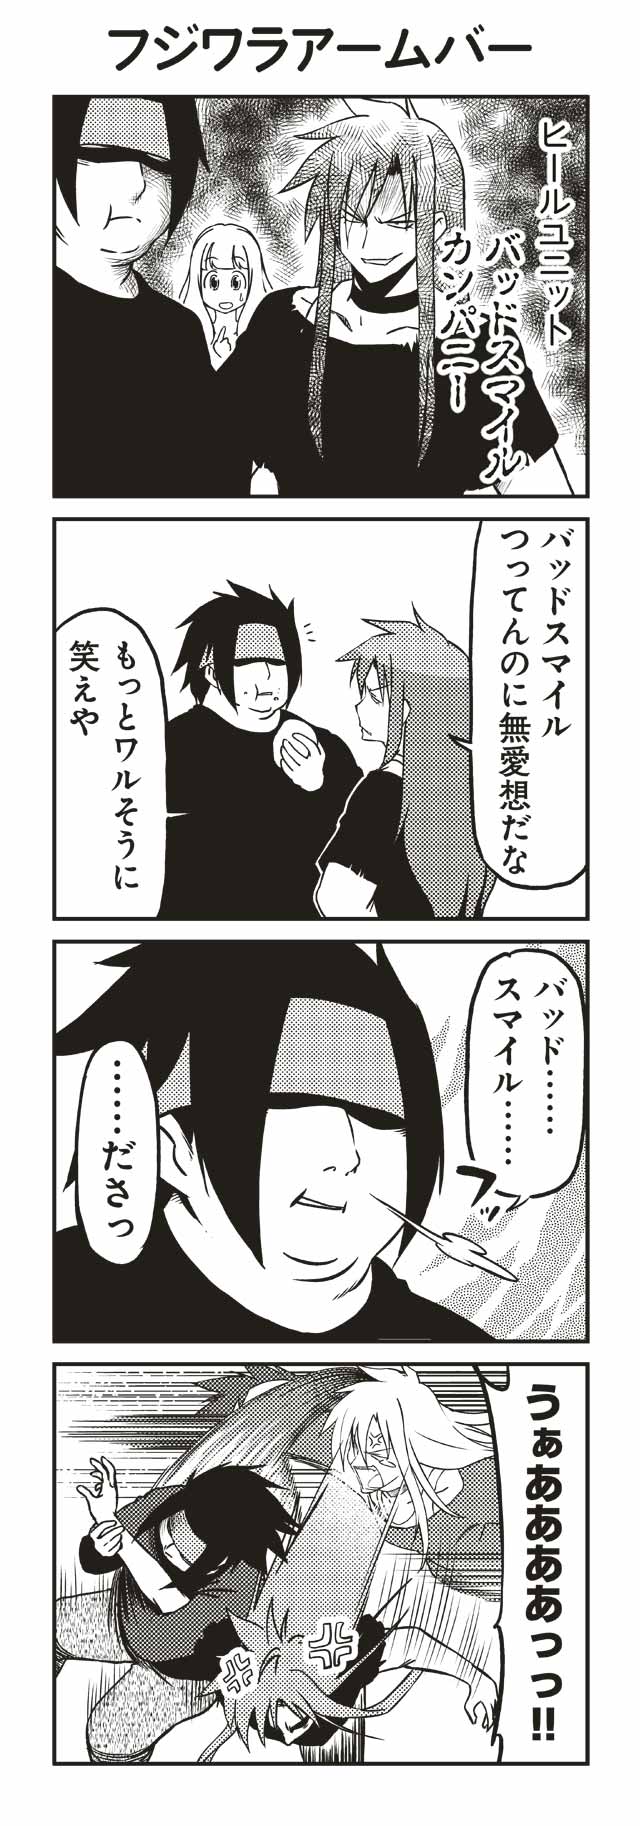 フジワラアームバー
ヒールユニット
バッドスマイル
カンパニー
バッドスマイル
つってんのに無愛想だな
もっとワルそうに
笑えや
バッド……
スマイル……
フッ
……ださっ
うぁああああっっ!!